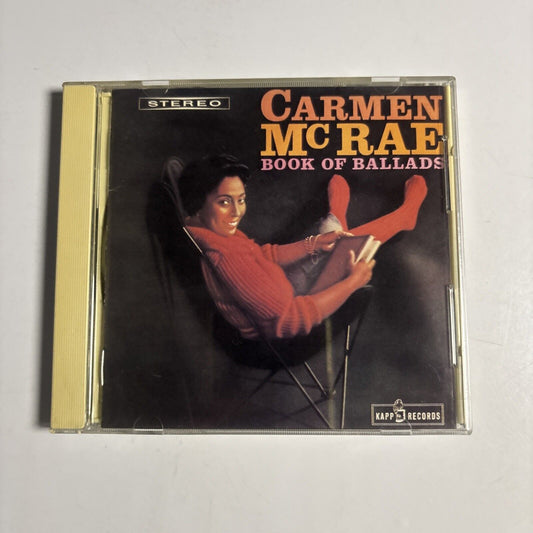 STEREO
CARMEN
MCRAE
BOOK OF BALLADS
KAPP RECORDS